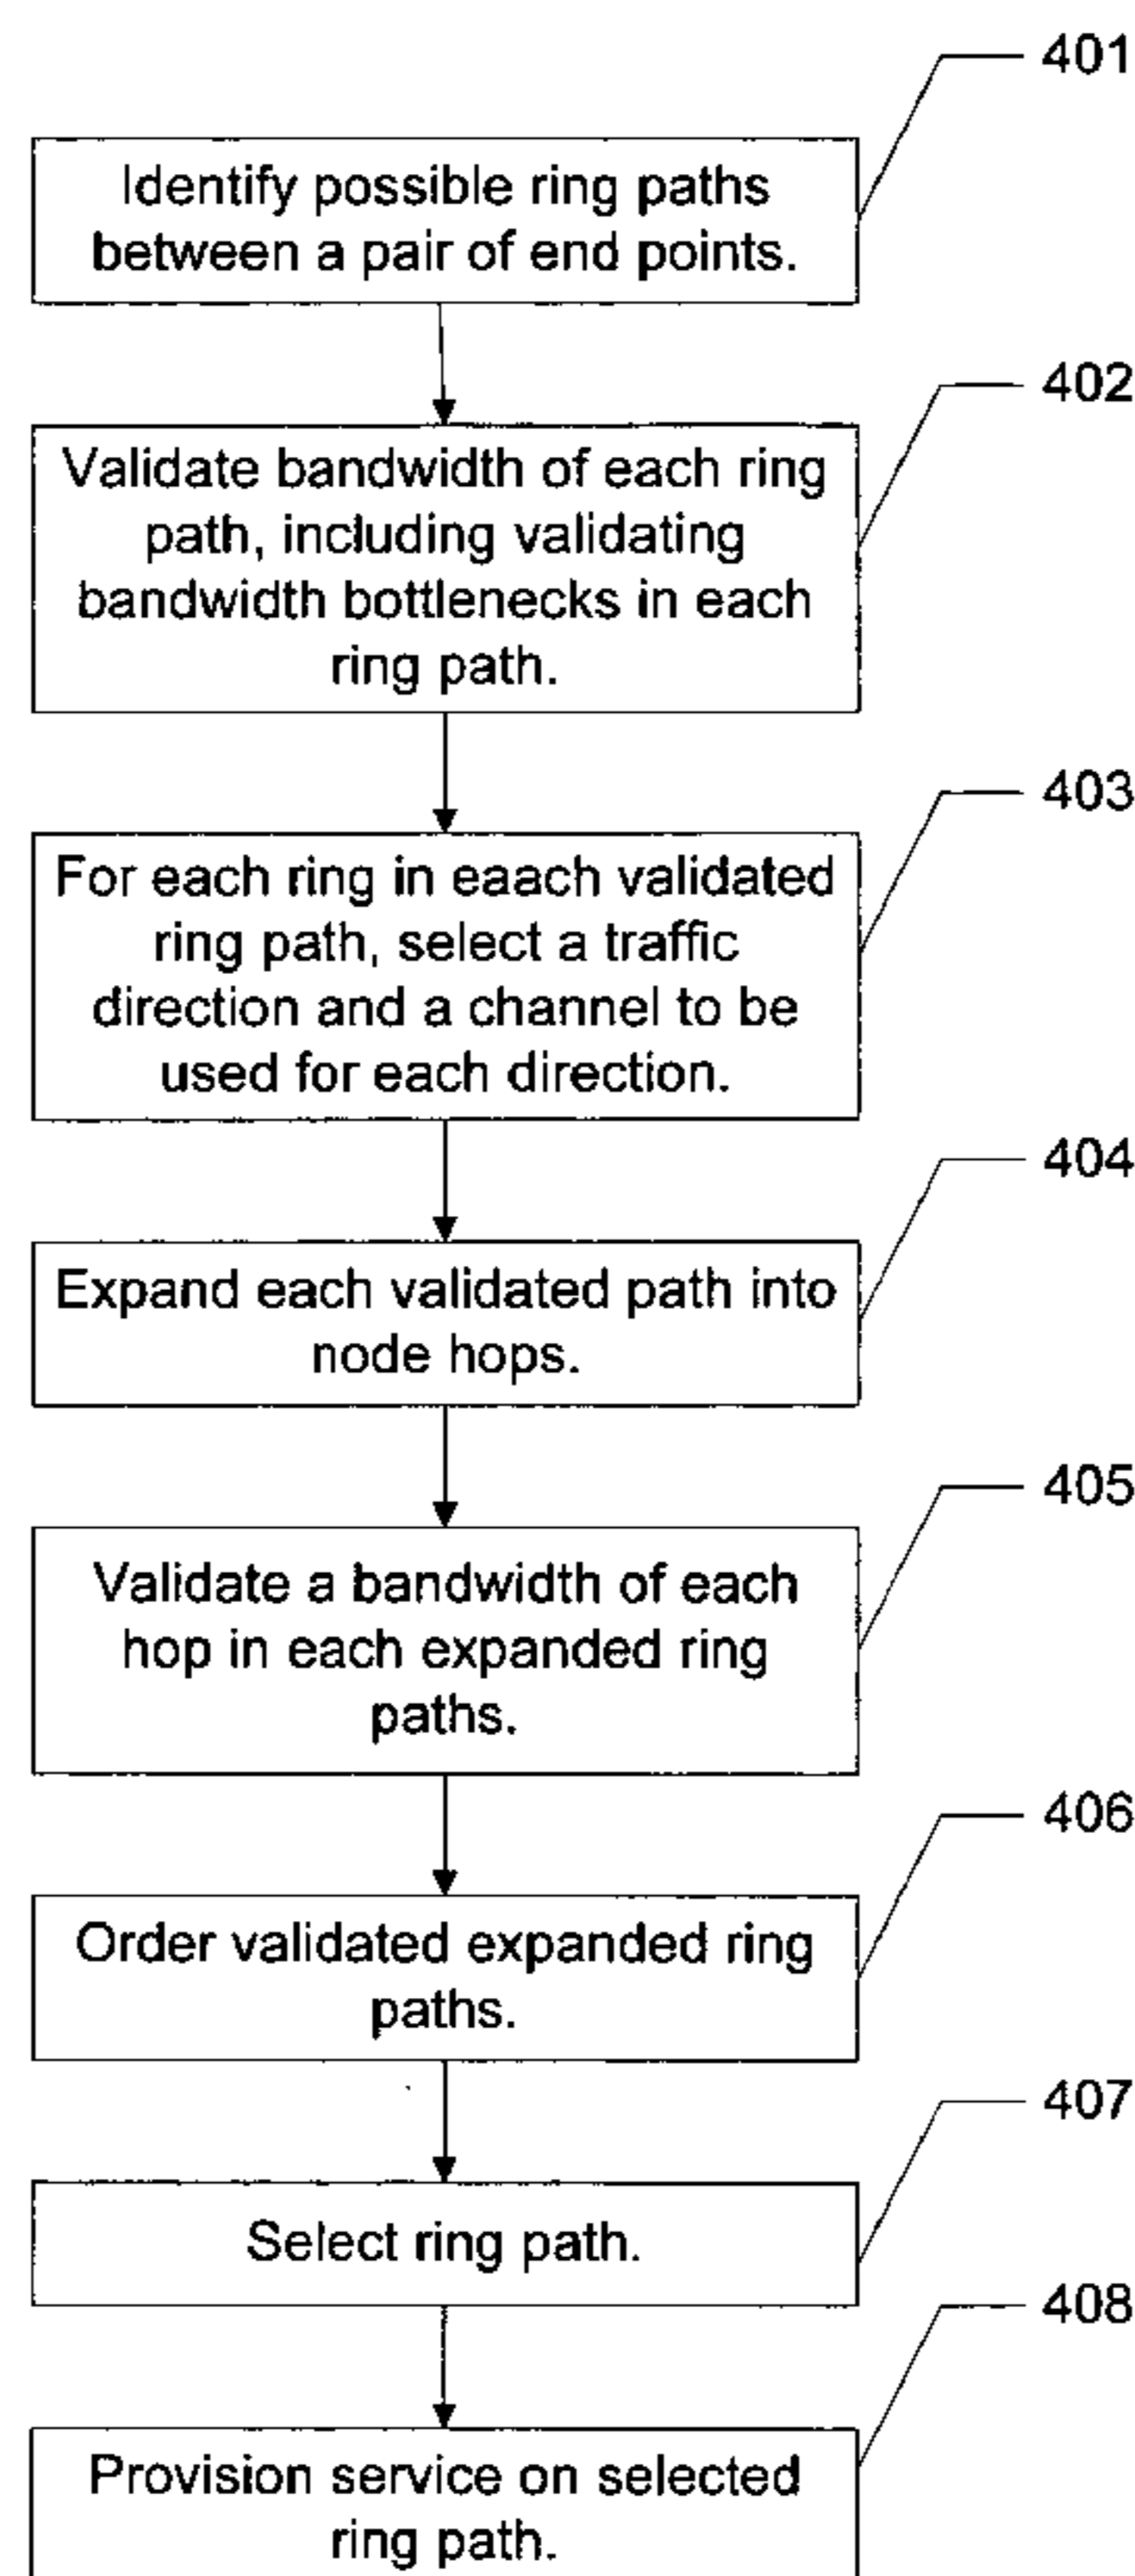 401
Identify possible ring paths
between a pair of end points.
402
Validate bandwidth of each ring
path, including validating
bandwidth bottlenecks in each
ring path.
403
For each ring in eaach validated
ring path, select a traffic
direction and a channel to be
used for each direction.
404
Expand each validated path into
node hops.
405
Validate a bandwidth of each
hop in each expanded ring
paths.
406
Order validated expanded ring
paths.
407
Select ring path.
408
Provision service on selected
ring path.